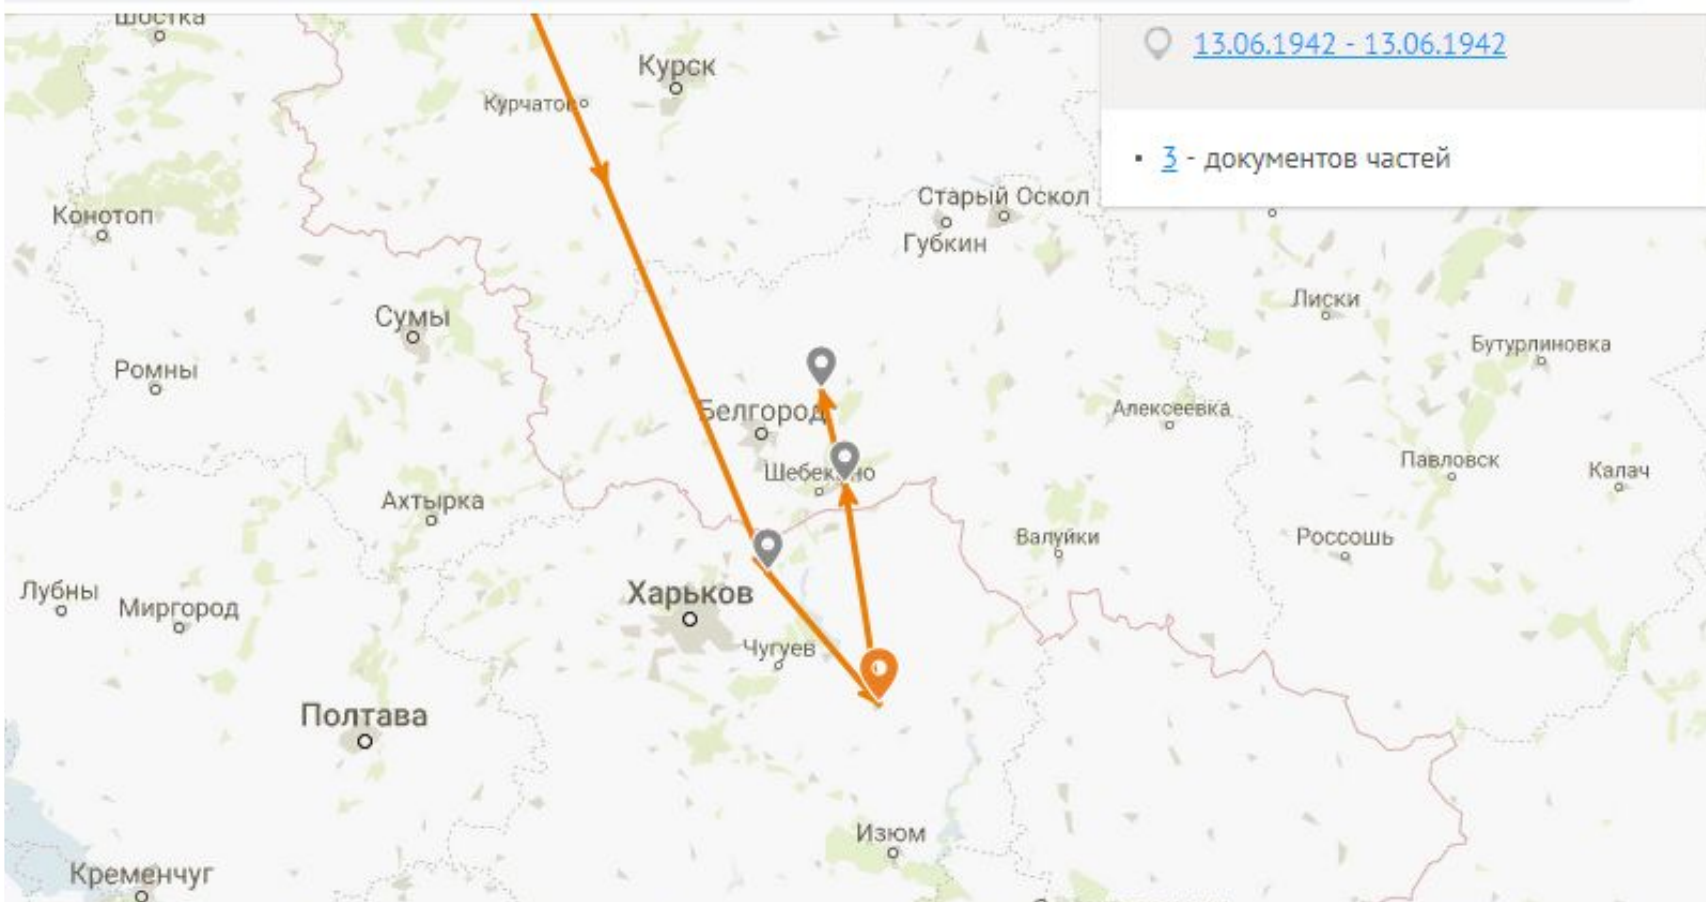 Шостка
13.06.1942 - 13.06.1942
Курск
Курчатов
3 - документов частей
Старый Оскол
Конотоп
Губкин
Лиски
Сумы
Бутурлиновка
Ромны
Белгород
Алексеевка
Шебекино
Павловск
Калач
Ахтырка
Валуйки
Россошь
Лубны
Харьков
Миргород
Чугуев
Полтава
Изюм
Кременчуг